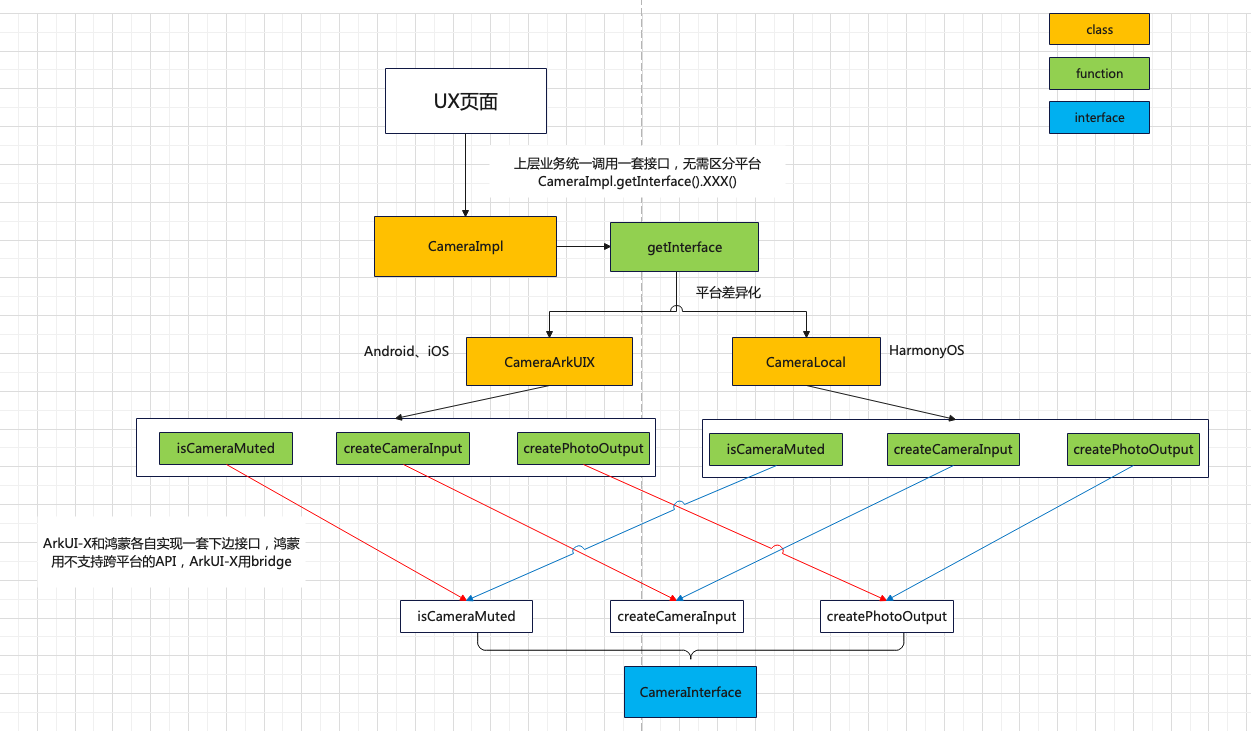 class
function
interface
UX页面
上层业务统一调用一套接口，无需区分平台
CameraImpl.getInterface().XXX()
CameraImpl
getInterface
平台差异化
Android、iOS
CameraArkUIX
CameraLocal
HarmonyOS
isCameraMuted
createCameraInput
createPhotoOutput
isCameraMuted
createCameraInput
createPhotoOutput
ArkUI-X和鸿蒙各自实现一套下边接口，鸿蒙
用不支持跨平台的API，ArkUI-X用bridge
isCameraMuted
createCameraInput
createPhotoOutput
CameraInterface